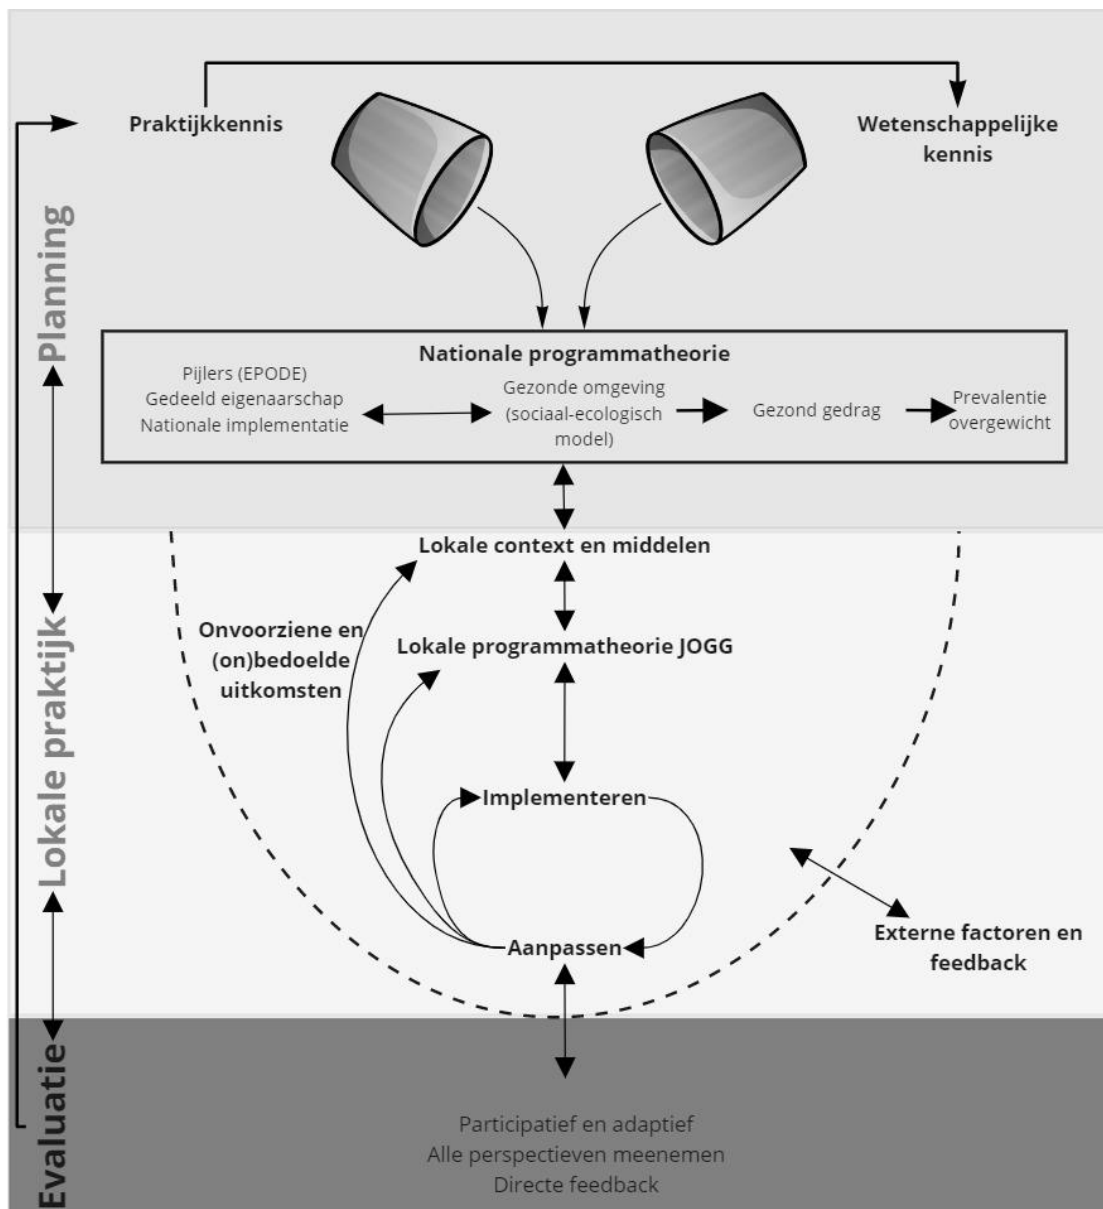 Praktijkkennis
Wetenschappelijke
kennis
Planning
Nationale programmatheorie
Pijlers (EPODE)
Gedeeld eigenaarschap
Nationale implementatie
Gezonde omgeving
(sociaal-ecologisch
model)
Gezond gedrag
Prevalentie
overgewicht
Lokale praktijk
Lokale context en middelen
Onvoorziene en
(on)bedoelde
uitkomsten
Lokale programmatheorie JOGG
Implementeren
Aanpassen
Externe factoren en
feedback
Evaluatie
Participatief en adaptief
Alle perspectieven meenemen
Directe feedback